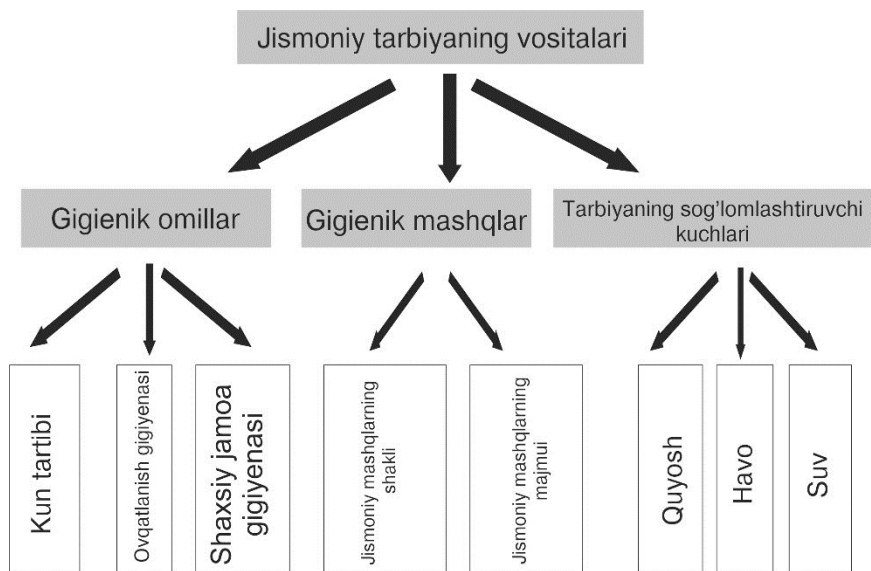 Jismoniy tarbiyaning vositalari
Gigienik omillar
Gigienik mashqlar
Tarbiyaning sog'lomlashtiruvchi
kuchlari
Kun tartibi
Ovqatlanish gigiyenasi
Shaxsiy jamoa
gigiyenasi
Jismoniy mashqlarning
shakli
Jismoniy mashqlarning
majmui
Quyosh
Havo
Suv